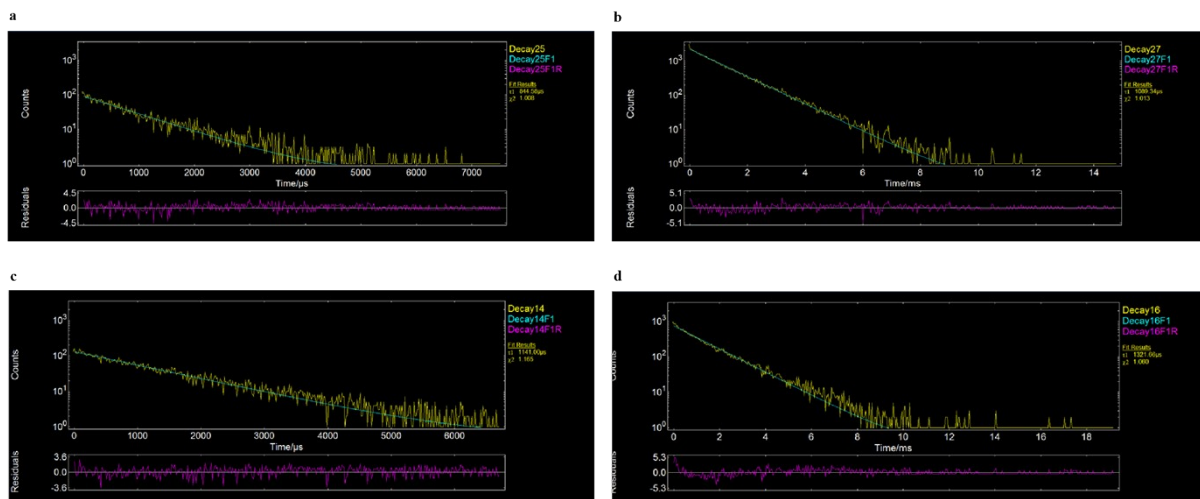 a
Decay25
Decay25F1
Decay25F1R
Fit Results
τ1 844.58µs
χ2 1.008
Counts
10³
10²
10¹
10⁰
0 1000 2000 3000 4000 5000 6000 7000
Time/µs
Residuals
4.5
0.0
-4.5
b
Decay27
Decay27F1
Decay27F1R
Fit Results
χ2 1.013
Counts
10³
10²
10¹
10⁰
0 2 4 6 8 10 12 14
Time/ms
Residuals
5.1
0.0
-5.1
c
Decay14
Decay14F1
Decay14F1R
Fit Results
τ1 1141.00µs
χ2 1.165
Counts
10³
10²
10¹
10⁰
0 1000 2000 3000 4000 5000 6000
Time/µs
Residuals
3.6
0.0
-3.6
d
Decay16
Decay16F1
Decay16F1R
Fit Results
τ1 1321.66µs
χ2 1.060
Counts
10³
10²
10¹
10⁰
0 2 4 6 8 10 12 14 16 18
Time/ms
Residuals
5.3
0.0
-5.3